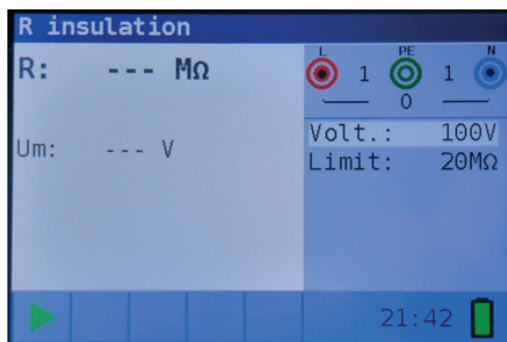 R insulation
R: --- MΩ
L PE N
1 1
0
Um: --- V
Volt.: 100V
Limit: 20MΩ
21:42